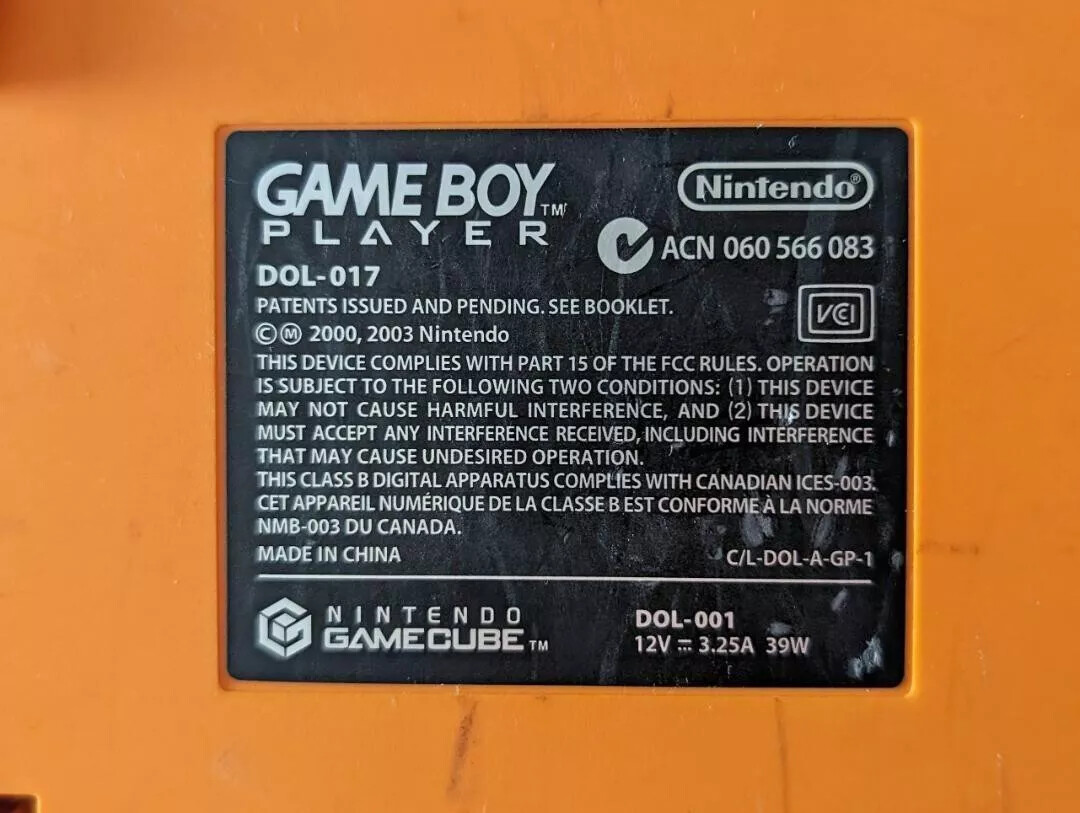 GAME BOY™
PLAYER
Nintendo®
ACN 060 566 083
DOL-017
PATENTS ISSUED AND PENDING. SEE BOOKLET.
VCI
©Ⓜ 2000, 2003 Nintendo
THIS DEVICE COMPLIES WITH PART 15 OF THE FCC RULES. OPERATION
IS SUBJECT TO THE FOLLOWING TWO CONDITIONS: (1) THIS DEVICE
MAY NOT CAUSE HARMFUL INTERFERENCE, AND (2) THIS DEVICE
MUST ACCEPT ANY INTERFERENCE RECEIVED, INCLUDING INTERFERENCE
THAT MAY CAUSE UNDESIRED OPERATION.
THIS CLASS B DIGITAL APPARATUS COMPLIES WITH CANADIAN ICES-003.
CET APPAREIL NUMÉRIQUE DE LA CLASSE B EST CONFORME À LA NORME
NMB-003 DU CANADA.
MADE IN CHINA
C/L-DOL-A-GP-1
NINTENDO
GAMECUBE™
DOL-001
12V ⎓ 3.25A 39W